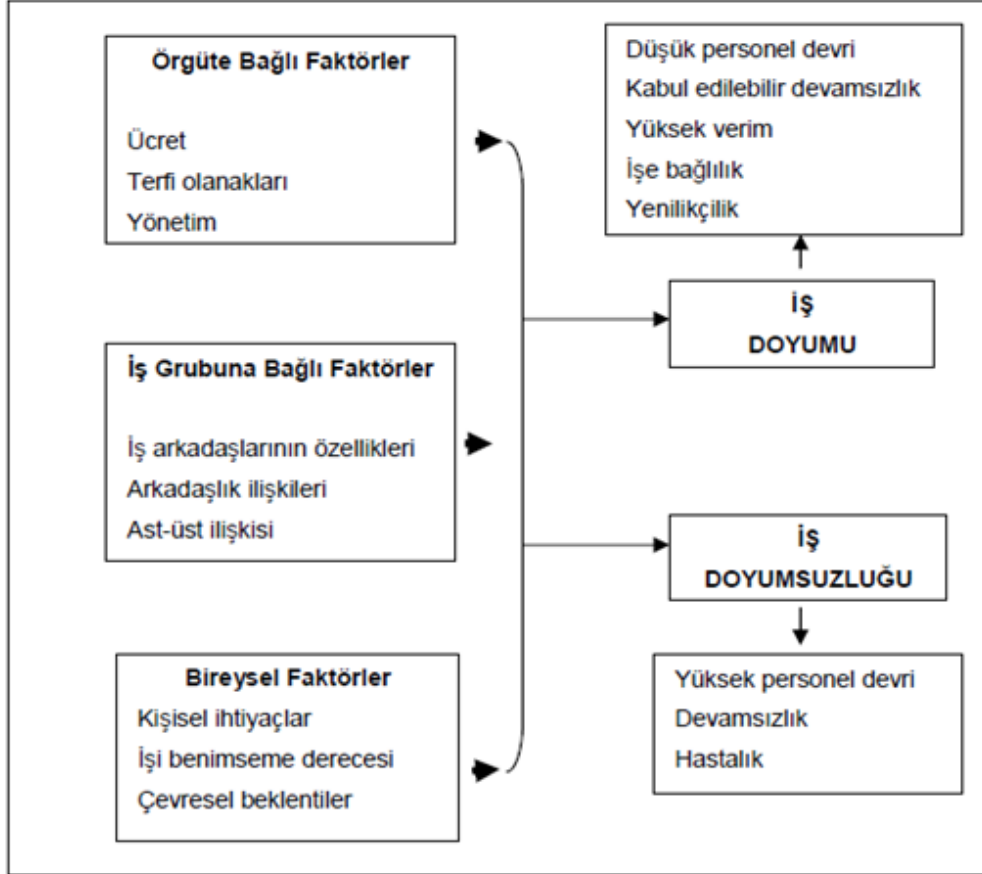 Örgüte Bağlı Faktörler
Ücret
Terfi olanakları
Yönetim
İş Grubuna Bağlı Faktörler
İş arkadaşlarının özellikleri
Arkadaşlık ilişkileri
Ast-üst ilişkisi
Bireysel Faktörler
Kişisel ihtiyaçlar
İşi benimseme derecesi
Çevresel beklentiler
Düşük personel devri
Kabul edilebilir devamsızlık
Yüksek verim
İşe bağlılık
Yenilikçilik
İŞ
DOYUMU
İŞ
DOYUMSUZLUĞU
Yüksek personel devri
Devamsızlık
Hastalık